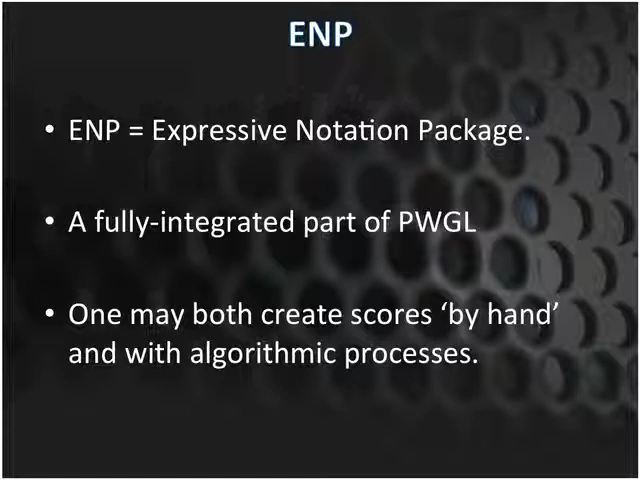 ENP
• ENP = Expressive Notation Package.
• A fully-integrated part of PWGL
• One may both create scores ‘by hand’
and with algorithmic processes.